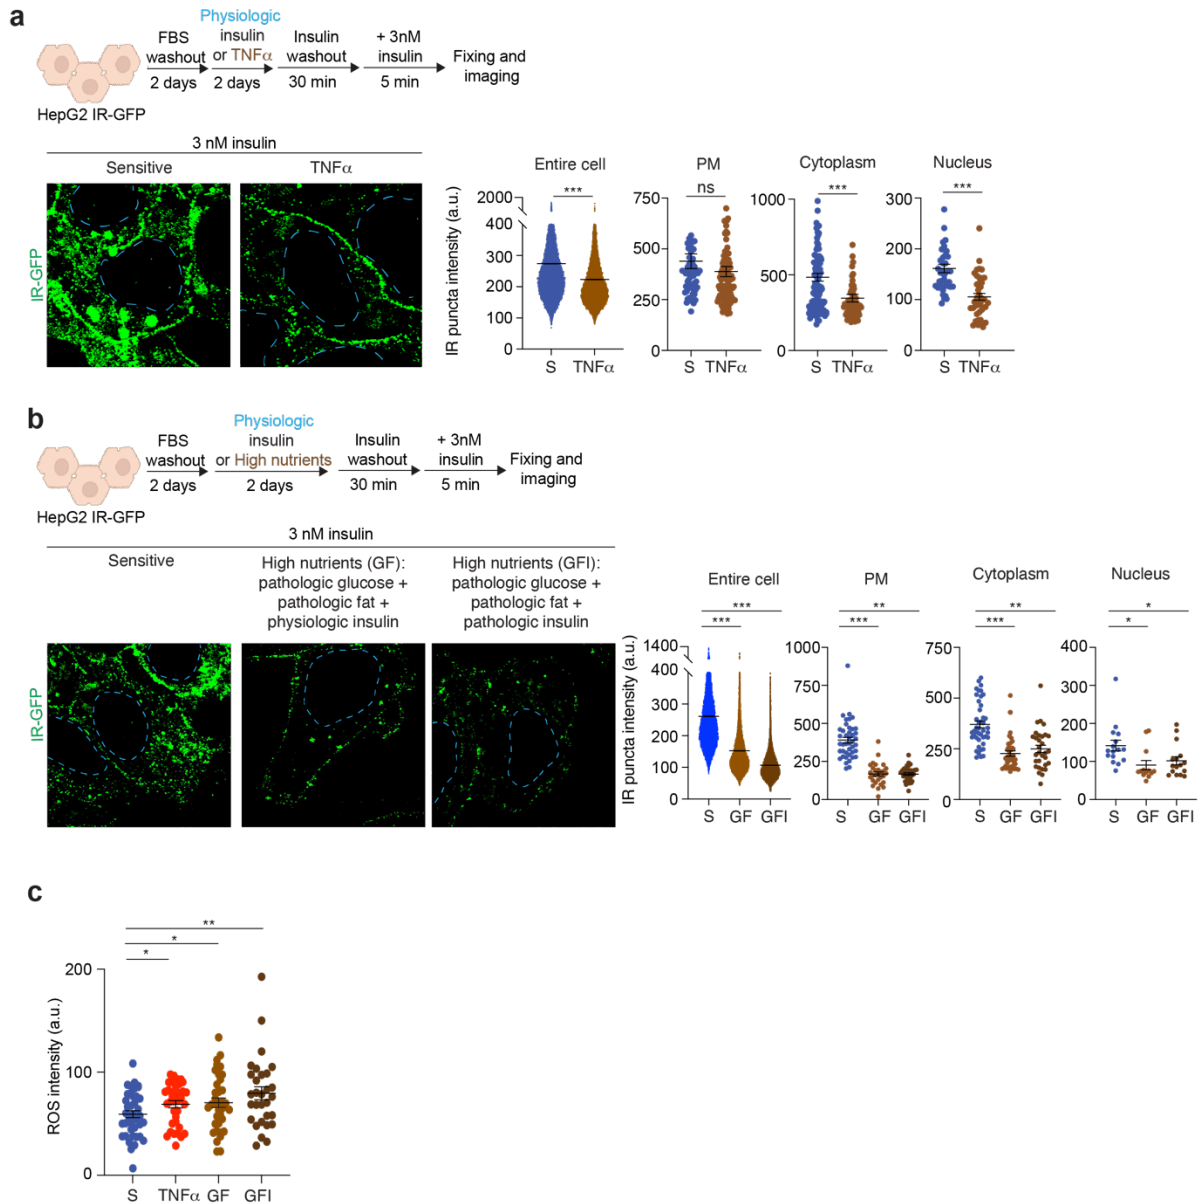 a
Physiologic
FBS insulin Insulin + 3nM
washout or TNFα washout insulin Fixing and
2 days 2 days 30 min 5 min imaging
HepG2 IR-GFP
3 nM insulin
Sensitive TNFα
IR-GFP
Entire cell PM Cytoplasm Nucleus
*** ns *** ***
IR puncta intensity (a.u.)
2000
400
300
200
100
S TNFα
750
500
250
0
S TNFα
1000
500
0
S TNFα
300
200
100
0
S TNFα
b
Physiologic
FBS insulin Insulin + 3nM
washout or High nutrients washout insulin Fixing and
2 days 2 days 30 min 5 min imaging
HepG2 IR-GFP
3 nM insulin
Sensitive
High nutrients (GF):
pathologic glucose +
pathologic fat +
physiologic insulin
High nutrients (GFI):
pathologic glucose +
pathologic fat +
pathologic insulin
IR-GFP
Entire cell PM Cytoplasm Nucleus
*** ** ** *
*** *** *** *
IR puncta intensity (a.u.)
1400
400
300
200
100
0
S GF GFI
1000
750
500
250
0
S GF GFI
750
500
250
0
S GF GFI
400
300
200
100
0
S GF GFI
c
**
*
*
ROS intensity (a.u.)
200
100
0
S TNFα GF GFI